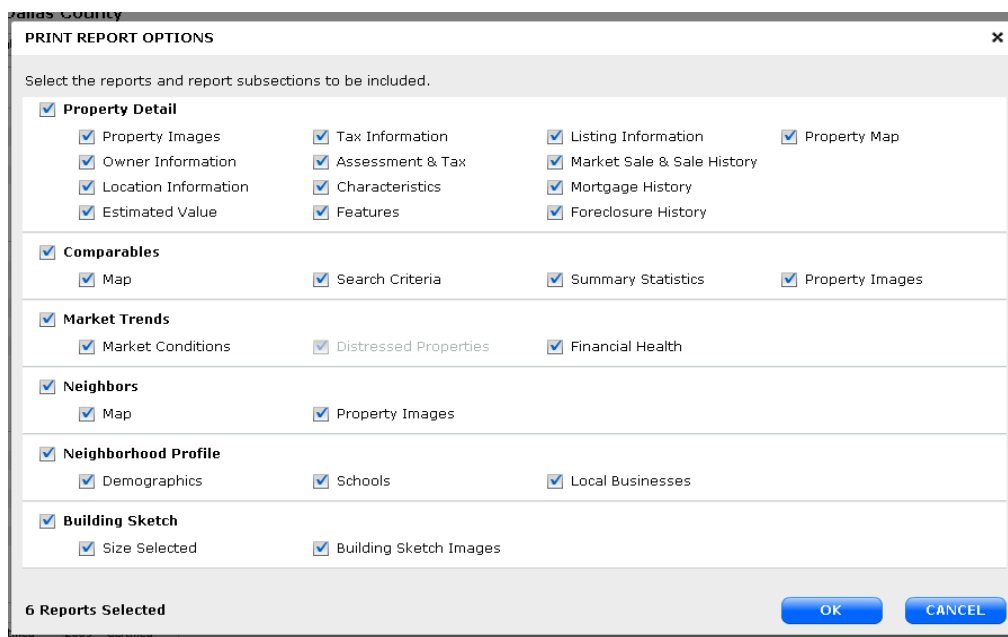 Dallas County
PRINT REPORT OPTIONS
Select the reports and report subsections to be included.
Property Detail
Property Images Tax Information Listing Information Property Map
Owner Information Assessment & Tax Market Sale & Sale History
Location Information Characteristics Mortgage History
Estimated Value Features Foreclosure History
Comparables
Map Search Criteria Summary Statistics Property Images
Market Trends
Market Conditions Distressed Properties Financial Health
Neighbors
Map Property Images
Neighborhood Profile
Demographics Schools Local Businesses
Building Sketch
Size Selected Building Sketch Images
6 Reports Selected OK CANCEL